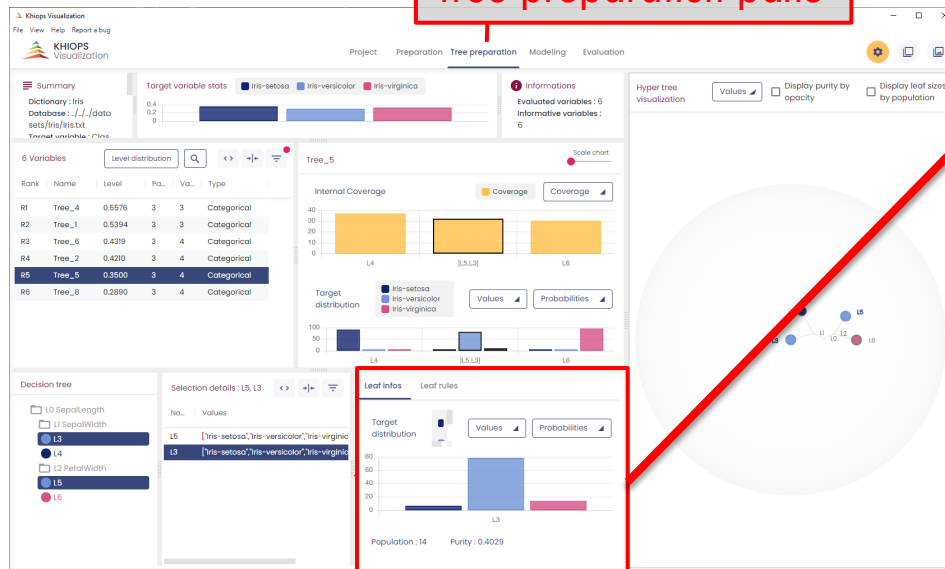 Tree preparation pane
Khiops Visualization
File View Help Report a bug
KHIOPS
Visualization
Project Preparation Tree preparation Modeling Evaluation
Summary
Dictionary : Iris
Database : ../../../data
sets/Iris/Iris.txt
Target variable : Clas
Target variable stats Iris-setosa Iris-versicolor Iris-virginica
0.4
0.2
Informations
Evaluated variables : 6
Informative variables :
6
Hyper tree
visualization
Values
Display purity by
opacity
Display leaf sizes
by population
6 Variables Level distribution
Rank Name Level Pa... Va... Type
R1 Tree_4 0.5576 3 3 Categorical
R2 Tree_1 0.5394 3 3 Categorical
R3 Tree_6 0.4319 3 4 Categorical
R4 Tree_2 0.4210 3 4 Categorical
R5 Tree_5 0.3500 3 4 Categorical
R6 Tree_8 0.2890 3 4 Categorical
Tree_5 Scale chart
Internal Coverage Coverage Coverage
40
30
20
10
0
L4 ]L5,L3] L6
Target
distribution
Iris-setosa
Iris-versicolor
Iris-virginica
Values Probabilities
100
50
0
L4 ]L5,L3] L6
L5
L1 L2
L3 L0 L6
Decision tree
L0 SepalLength
L1 SepalWidth
L3
L4
L2 PetalWidth
L5
L6
Selection details : L5, L3
No... Values
L5 ["Iris-setosa","Iris-versicolor","Iris-virginic
L3 ["Iris-setosa","Iris-versicolor","Iris-virginic
Leaf infos Leaf rules
Target
distribution
Values Probabilities
80
60
40
20
0
L3
Population : 14 Purity : 0.4029